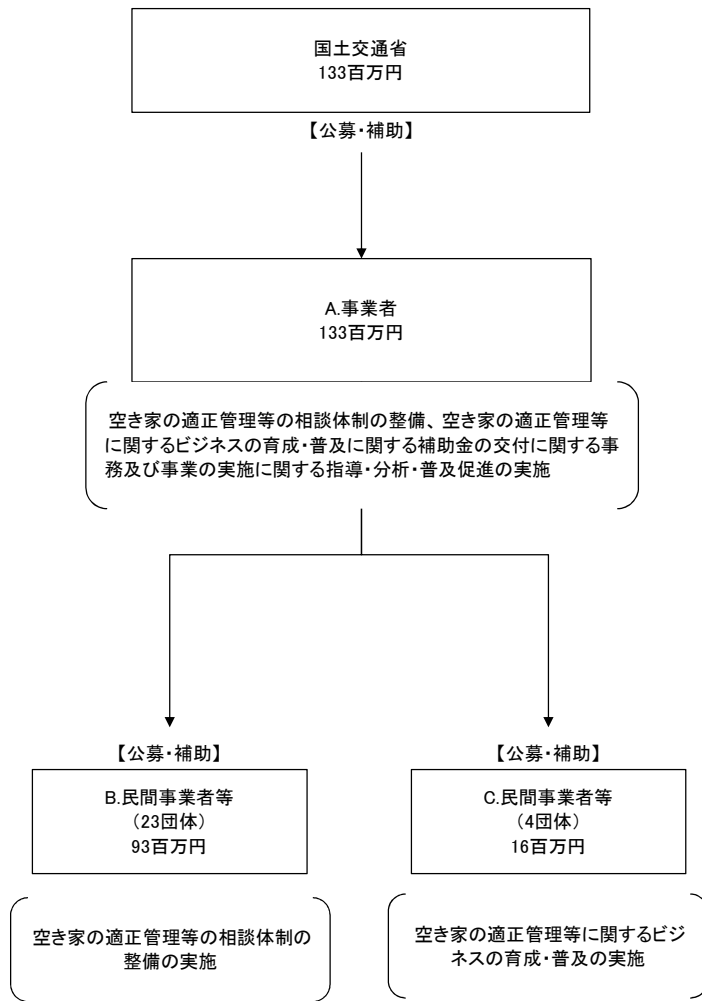 国土交通省
133百万円
【公募・補助】
A.事業者
133百万円
空き家の適正管理等の相談体制の整備、空き家の適正管理等
に関するビジネスの育成・普及に関する補助金の交付に関する事
務及び事業の実施に関する指導・分析・普及促進の実施
【公募・補助】
B.民間事業者等
（23団体）
93百万円
空き家の適正管理等の相談体制の
整備の実施
【公募・補助】
C.民間事業者等
（4団体）
16百万円
空き家の適正管理等に関するビジ
ネスの育成・普及の実施